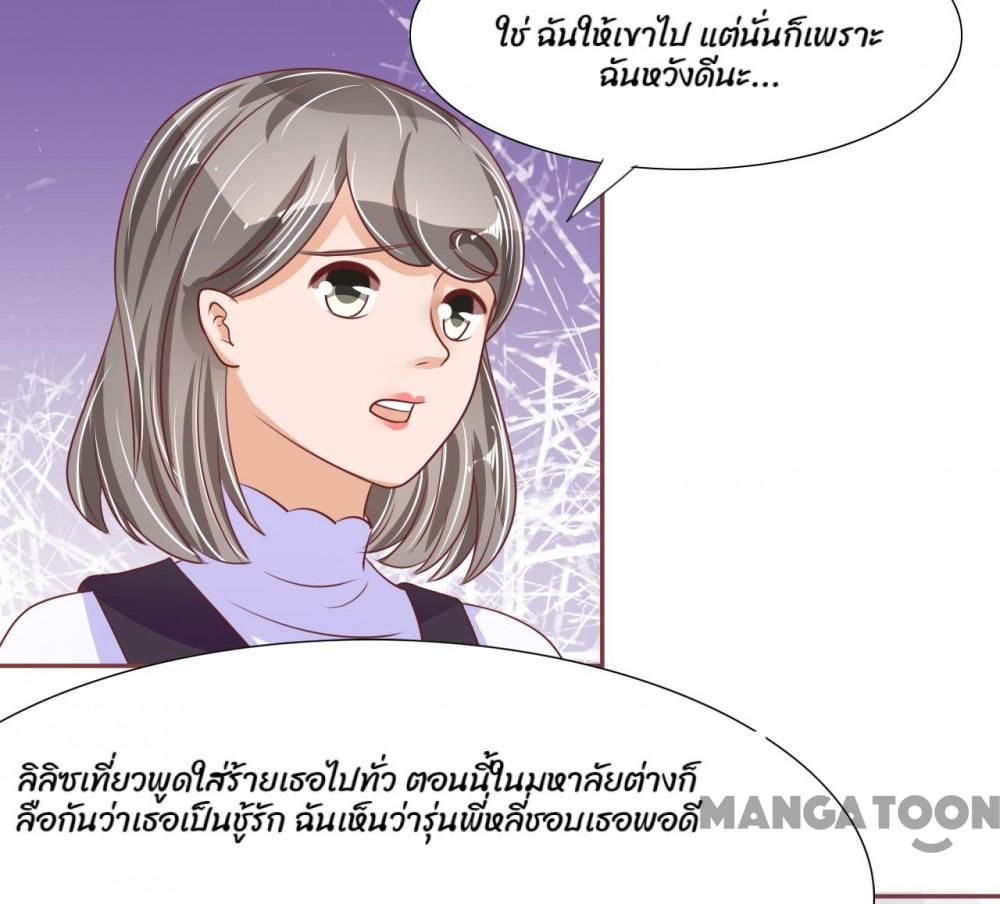 ใช่ ฉันให้เขาไป แต่นั่นก็เพราะ
ฉันหวังดีนะ...
ลิลิซเที่ยวพูดใส่ร้ายเธอไปทั่ว ตอนนี้ในมหาลัยต่างก็
ลือกันว่าเธอเป็นชู้รัก ฉันเห็นว่ารุ่นพี่หลี่ชอบเธอพอดี
MANGATOON